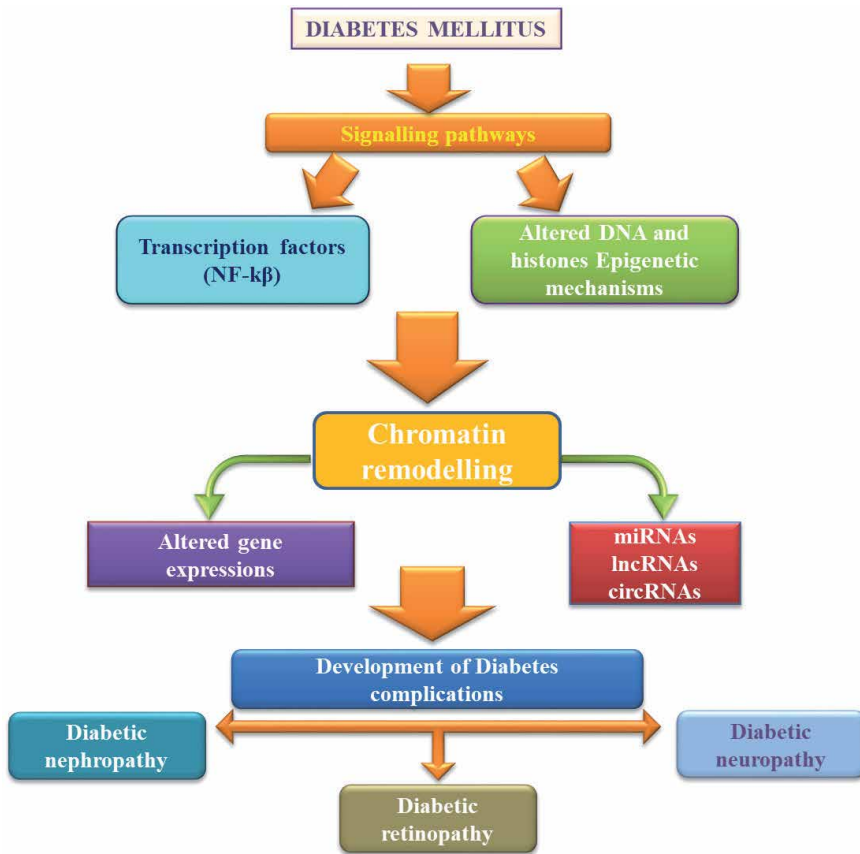 DIABETES MELLITUS
Signalling pathways
Transcription factors
(NF-kβ)
Altered DNA and
histones Epigenetic
mechanisms
Chromatin
remodelling
Altered gene
expressions
miRNAs
lncRNAs
circRNAs
Development of Diabetes
complications
Diabetic
nephropathy
Diabetic
neuropathy
Diabetic
retinopathy